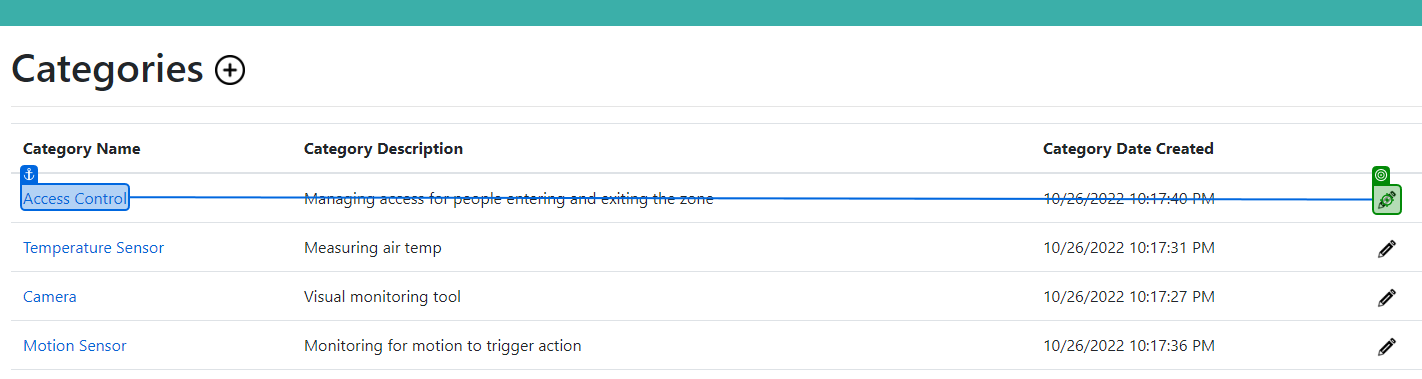 Categories
Category Name Category Description Category Date Created
Access Control Managing access for people entering and exiting the zone 10/26/2022 10:17:40 PM
Temperature Sensor Measuring air temp 10/26/2022 10:17:31 PM
Camera Visual monitoring tool 10/26/2022 10:17:27 PM
Motion Sensor Monitoring for motion to trigger action 10/26/2022 10:17:36 PM